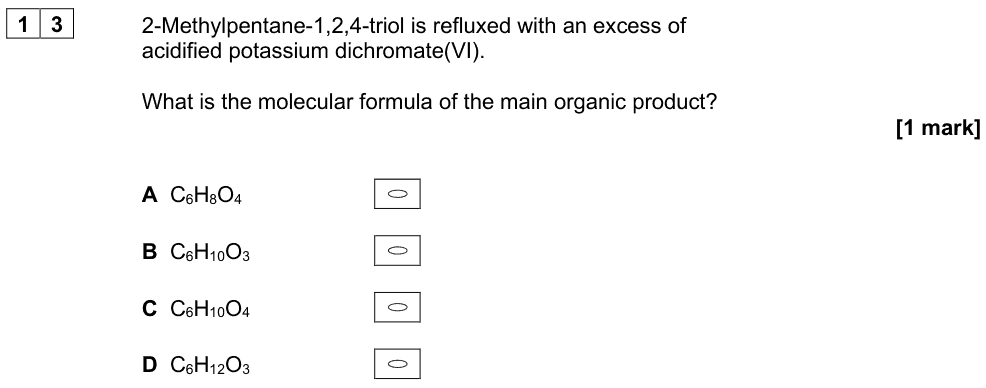 1 3
2-Methylpentane-1,2,4-triol is refluxed with an excess of
acidified potassium dichromate(VI).
What is the molecular formula of the main organic product?
[1 mark]
A C₆H₈O₄
B C₆H₁₀O₃
C C₆H₁₀O₄
D C₆H₁₂O₃